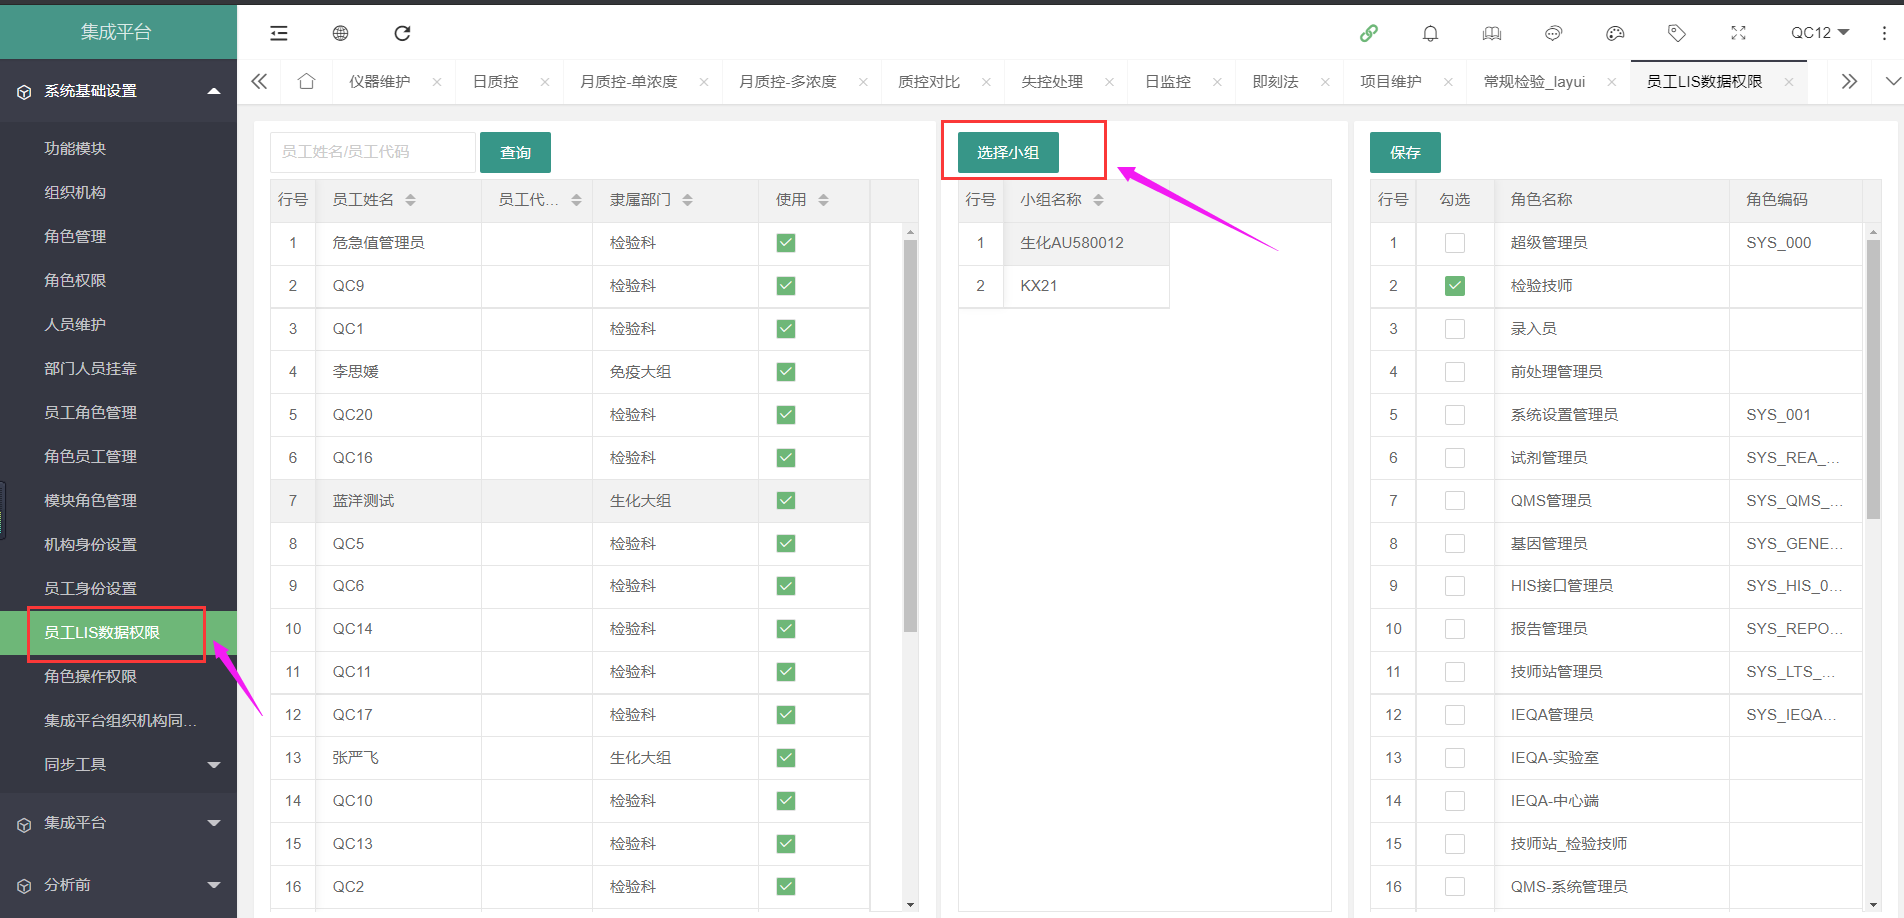 集成平台
QC12
系统基础设置
功能模块
组织机构
角色管理
角色权限
人员维护
部门人员挂靠
员工角色管理
角色员工管理
模块角色管理
机构身份设置
员工身份设置
员工LIS数据权限
角色操作权限
集成平台组织机构同...
同步工具
集成平台
分析前
仪器维护 日质控 月质控-单浓度 月质控-多浓度 质控对比 失控处理 日监控 即刻法 项目维护 常规检验_layui 员工LIS数据权限
员工姓名/员工代码 查询
行号 员工姓名 员工代... 隶属部门 使用
1 危急值管理员 检验科
2 QC9 检验科
3 QC1 检验科
4 李思媛 免疫大组
5 QC20 检验科
6 QC16 检验科
7 蓝洋测试 生化大组
8 QC5 检验科
9 QC6 检验科
10 QC14 检验科
11 QC11 检验科
12 QC17 检验科
13 张严飞 生化大组
14 QC10 检验科
15 QC13 检验科
16 QC2 检验科
选择小组
行号 小组名称
1 生化AU580012
2 KX21
保存
行号 勾选 角色名称 角色编码
1 超级管理员 SYS_000
2 检验技师
3 录入员
4 前处理管理员
5 系统设置管理员 SYS_001
6 试剂管理员 SYS_REA_...
7 QMS管理员 SYS_QMS_...
8 基因管理员 SYS_GENE...
9 HIS接口管理员 SYS_HIS_0...
10 报告管理员 SYS_REPO...
11 技师站管理员 SYS_LTS_...
12 IEQA管理员 SYS_IEQA...
13 IEQA-实验室
14 IEQA-中心端
15 技师站_检验技师
16 QMS-系统管理员